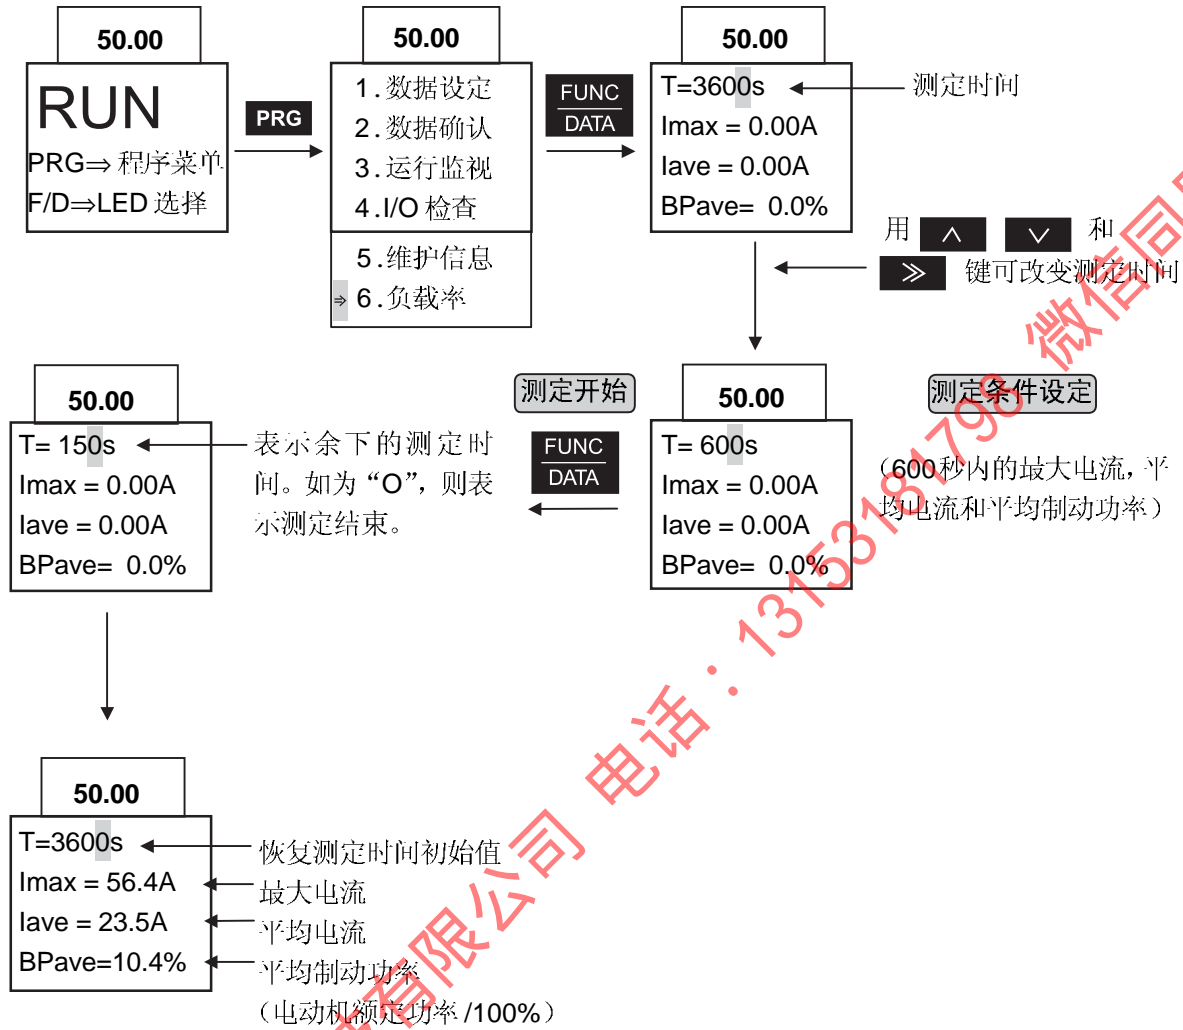 50.00
RUN
PRG⇒程序菜单
F/D⇒LED 选择
PRG
50.00
1.数据设定
2.数据确认
3.运行监视
4.I/O 检查
5.维护信息
⇒ 6.负载率
FUNC
DATA
50.00
T=3600s
Imax = 0.00A
Iave = 0.00A
BPave= 0.0%
测定时间
用 ∧ ∨ 和
≫ 键可改变测定时间
50.00
T= 600s
Imax = 0.00A
Iave = 0.00A
BPave= 0.0%
测定条件设定
（600秒内的最大电流，平
均电流和平均制动功率）
测定开始
FUNC
DATA
50.00
T= 150s
Imax = 0.00A
Iave = 0.00A
BPave= 0.0%
表示余下的测定时
间。如为“O”，则表
示测定结束。
50.00
T=3600s
Imax = 56.4A
Iave = 23.5A
BPave=10.4%
恢复测定时间初始值
最大电流
平均电流
平均制动功率
（电动机额定功率 /100%）
有限公司 电话：13153181798 微信同